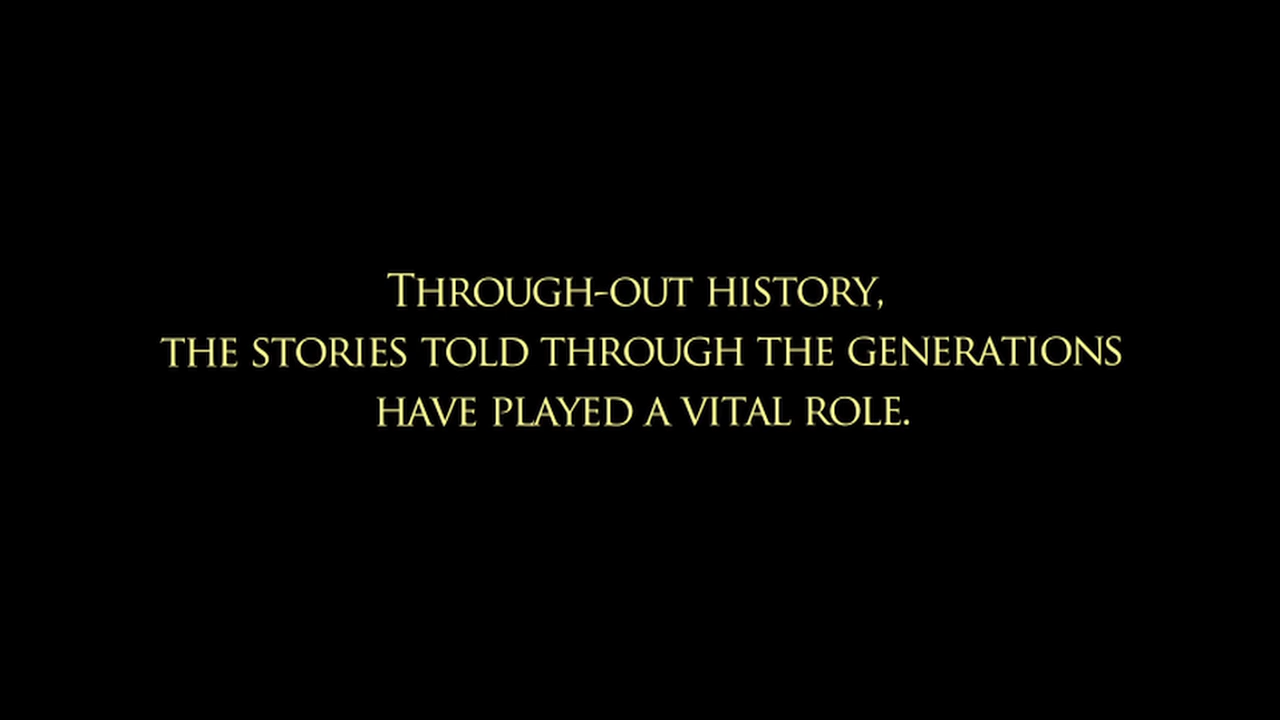 Through-out history,
the stories told through the generations
have played a vital role.